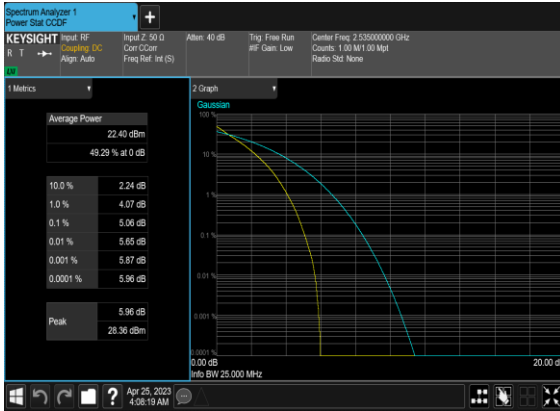 Spectrum Analyzer 1
Power Stat CCDF
KEYSIGHT
R T
Input: RF
Coupling: DC
Align: Auto
Input Z: 50 Ω
Corr CCorr
Freq Ref: Int (S)
Atten: 40 dB
Trig: Free Run
#IF Gain: Low
Center Freq: 2.535000000 GHz
Counts: 1.00 M/1.00 Mpt
Radio Std: None
1 Metrics
Average Power
22.40 dBm
49.29 % at 0 dB
10.0 % 2.24 dB
1.0 % 4.07 dB
0.1 % 5.06 dB
0.01 % 5.65 dB
0.001 % 5.87 dB
0.0001 % 5.96 dB
Peak
5.96 dB
28.36 dBm
2 Graph
Gaussian
100 %
10 %
1 %
0.1 %
0.01 %
0.001 %
0.0001 %
0.00 dB
20.00 d
Info BW 25.000 MHz
Apr 25, 2023
4:08:19 AM